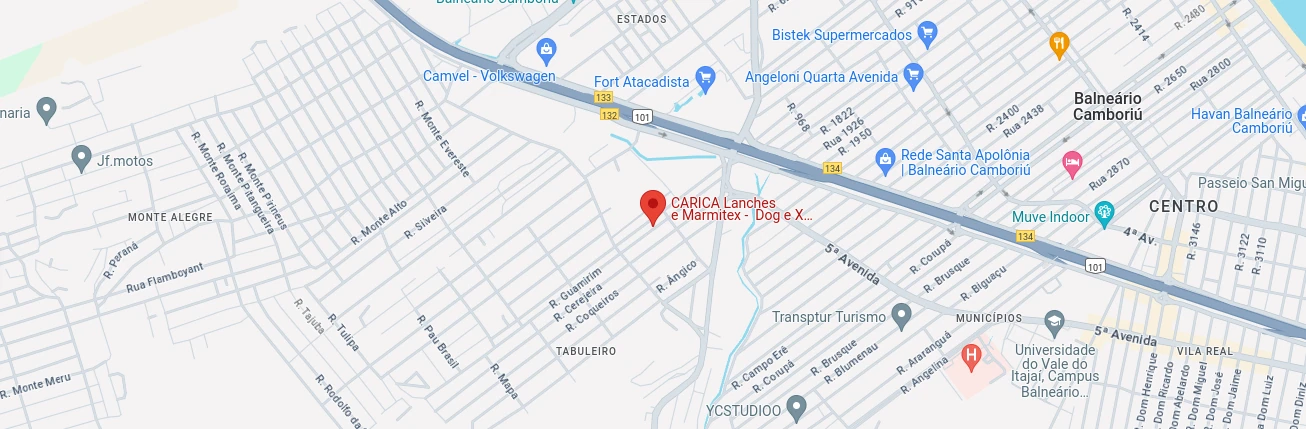 Balneário Camboriú
ESTADOS
R. 2414
R. 2480
Bistek Supermercados
Camvel - Volkswagen
Fort Atacadista
Angeloni Quarta Avenida
R. 2650
Rua 2800
133
132
101
Balneário
Camboriú
R. 968
R. 1822
Rua 1926
R. 1950
R. 2400
Rua 2438
Havan Balneário
Camboriú
naria
Jf.motos
R. Monte Evereste
R. Monte Pirineus
R. Monte Pitangueira
R. Monte Roraima
134
Rede Santa Apolônia
| Balneário Camboriú
Rua 2870
Passeio San Migu
MONTE ALEGRE
R. Monte Alto
R. Silveira
CARICA Lanches
e Marmitex - Dog e X...
Muve Indoor
CENTRO
4ª Av.
134
101
R. 3146
R. 3122
R. 3110
R. Paraná
Rua Flamboyant
5ª Avenida
R. Corupá
R. Brusque
R. Biguaçu
R. Guamirim
R. Cerejeira
R. Coqueiros
R. Ângico
R. Tajuba
R. Tulipa
R. Pau Brasil
R. Mapa
Transptur Turismo
MUNICÍPIOS
5ª Avenida
TABULEIRO
VILA REAL
R. Monte Meru
R. Rodolfo da
R. Campo Erê
R. Corupá
R. Brusque
R. Blumenau
R. Araranguá
R. Angelina
H
Universidade
do Vale do
Itajaí, Campus
Balneário...
YCSTUDIOO
Dom Henrique
Dom Ricardo
Dom Abelardo
R. Dom Miguel
R. Dom José
R. Dom Jaime
a Dom Luiz
Dom Diniz